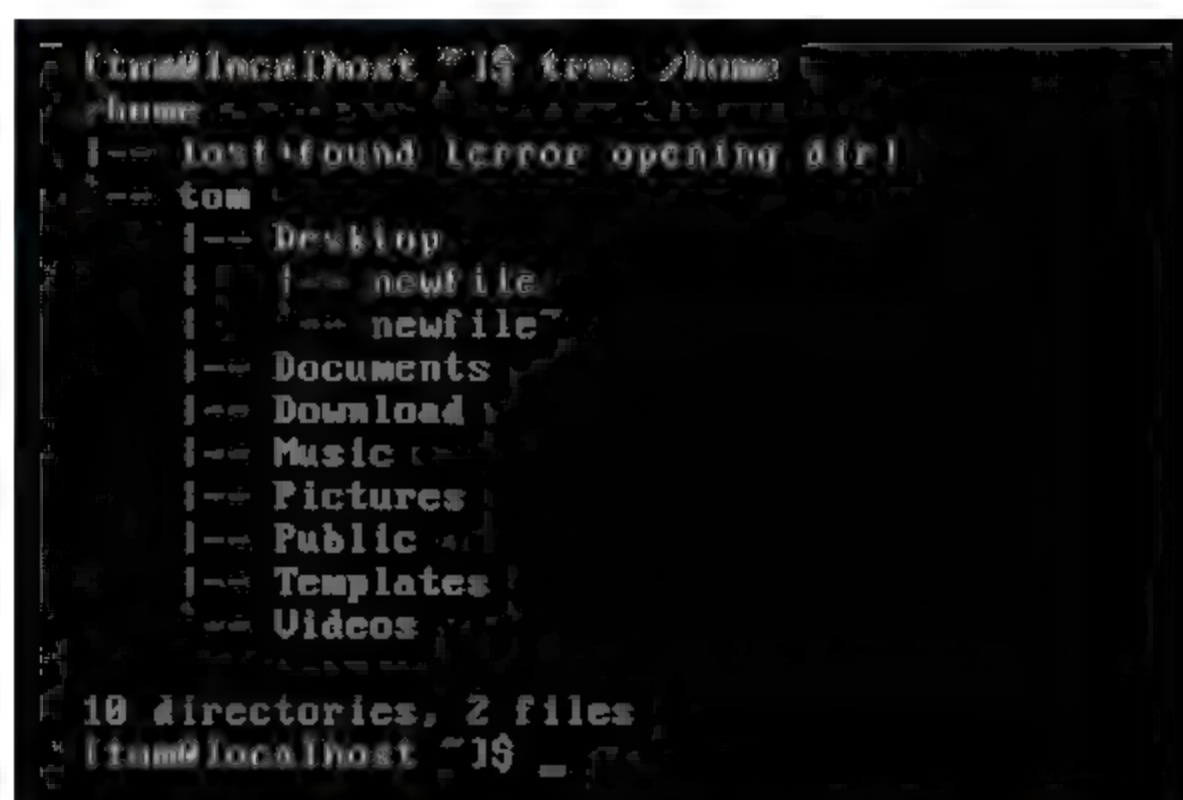 [tom@localhost ~]$ tree /home
/home
|-- lost+found [error opening dir]
`-- tom
    |-- Desktop
    |   |-- newfile
    |   `-- newfile~
    |-- Documents
    |-- Download
    |-- Music
    |-- Pictures
    |-- Public
    |-- Templates
    `-- Videos
10 directories, 2 files
[tom@localhost ~]$ _